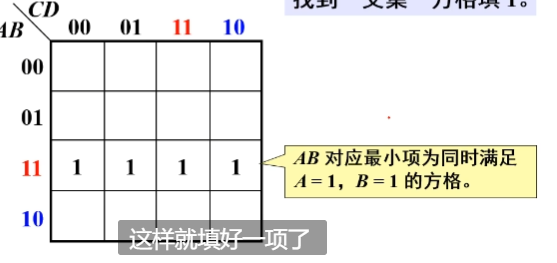 找到“交集”方格填 1。
CD
AB
00 01 11 10
00
01
11 1 1 1 1
10
AB 对应最小项为同时满足
A = 1，B = 1 的方格。
这样就填好一项了